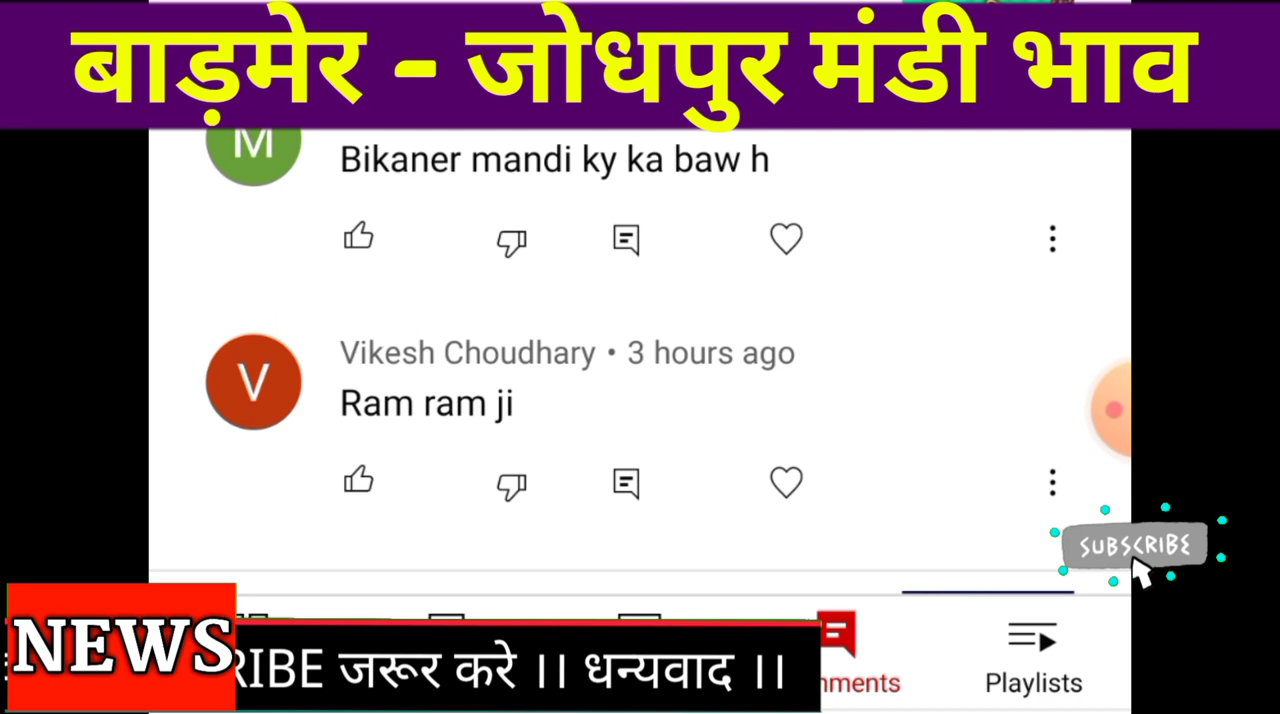 बाड़मेर - जोधपुर मंडी भाव
M
Bikaner mandi ky ka baw h
Vikesh Choudhary • 3 hours ago
V
Ram ram ji
SUBSCRIBE
NEWS
RIBE जरूर करे ।। धन्यवाद ।।
mments
Playlists